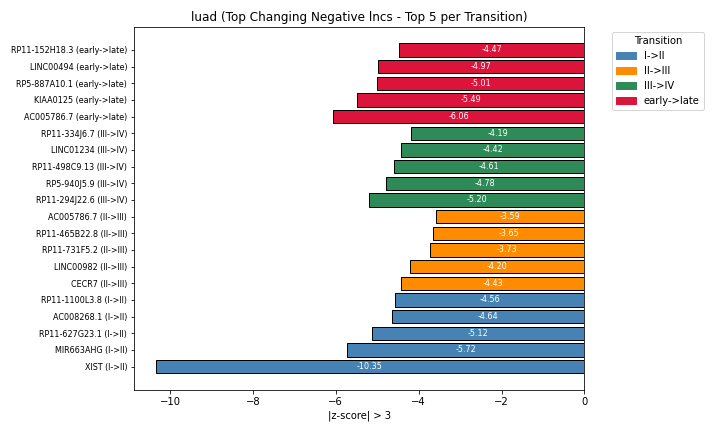 luad (Top Changing Negative lncs - Top 5 per Transition)
RP11-152H18.3 (early->late) -4.47
LINC00494 (early->late) -4.97
RP5-887A10.1 (early->late) -5.01
KIAA0125 (early->late) -5.49
AC005786.7 (early->late) -6.06
RP11-334J6.7 (III->IV) -4.19
LINC01234 (III->IV) -4.42
RP11-498C9.13 (III->IV) -4.61
RP5-940J5.9 (III->IV) -4.78
RP11-294J22.6 (III->IV) -5.20
AC005786.7 (II->III) -3.59
RP11-465B22.8 (II->III) -3.65
RP11-731F5.2 (II->III) -3.73
LINC00982 (II->III) -4.20
CECR7 (II->III) -4.43
RP11-1100L3.8 (I->II) -4.56
AC008268.1 (I->II) -4.64
RP11-627G23.1 (I->II) -5.12
MIR663AHG (I->II) -5.72
XIST (I->II) -10.35
−10 −8 −6 −4 −2 0
|z-score| > 3
Transition
I->II
II->III
III->IV
early->late